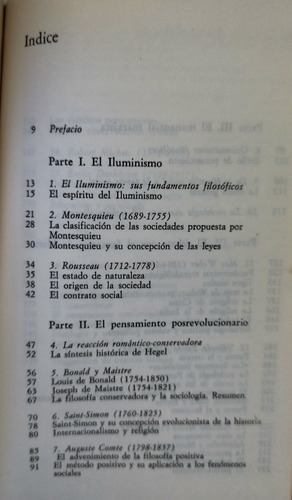 Indice
9 Prefacio
Parte I. El Iluminismo
13 1. El Iluminismo: sus fundamentos filosóficos
15 El espíritu del Iluminismo
21 2. Montesquieu (1689-1755)
28 La clasificación de las sociedades propuesta por
Montesquieu
30 Montesquieu y su concepción de las leyes
34 3. Rousseau (1712-1778)
35 El estado de naturaleza
38 El origen de la sociedad
42 El contrato social
Parte II. El pensamiento posrevolucionario
47 4. La reacción romántico-conservadora
52 La síntesis histórica de Hegel
56 5. Bonald y Maistre
57 Louis de Bonald (1754-1850)
63 Joseph de Maistre (1754-1821)
67 La filosofía conservadora y la sociología. Resumen
70 6. Saint-Simon (1760-1825)
78 Saint-Simon y su concepción evolucionista de la historia
80 Internacionalismo y religión
85 7. Auguste Comte (1798-1857)
89 El advenimiento de la filosofía positiva
91 El método positivo y su aplicación a los fenómenos
sociales